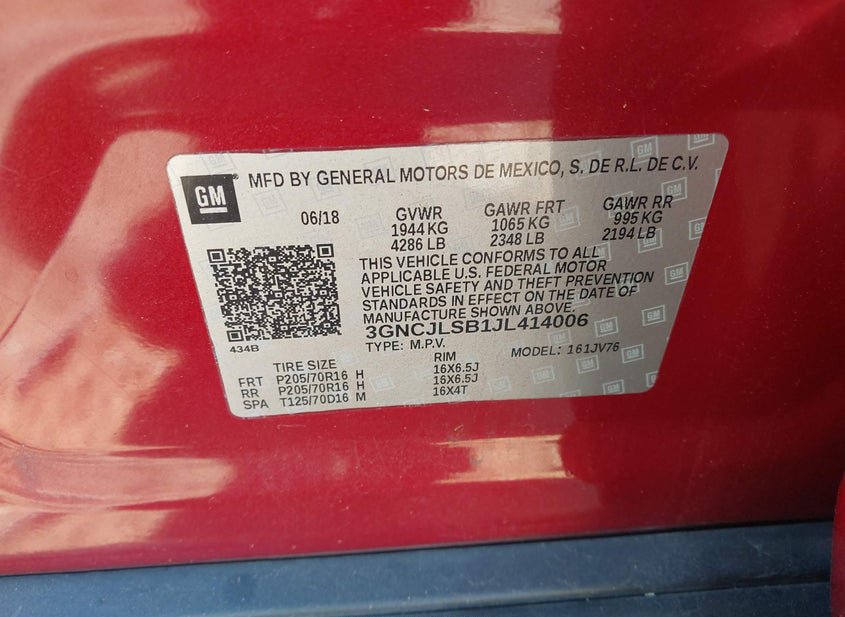 GM
MFD BY GENERAL MOTORS DE MEXICO, S. DE R.L. DE C.V.
06/18 GVWR GAWR FRT GAWR RR
1944 KG 1065 KG 995 KG
4286 LB 2348 LB 2194 LB
THIS VEHICLE CONFORMS TO ALL
APPLICABLE U.S. FEDERAL MOTOR
VEHICLE SAFETY AND THEFT PREVENTION
STANDARDS IN EFFECT ON THE DATE OF
MANUFACTURE SHOWN ABOVE.
3GNCJLSB1JL414006
434B
TYPE: M.P.V. MODEL: 161JV76
TIRE SIZE RIM
FRT P205/70R16 H 16X6.5J
RR P205/70R16 H 16X6.5J
SPA T125/70D16 M 16X4T